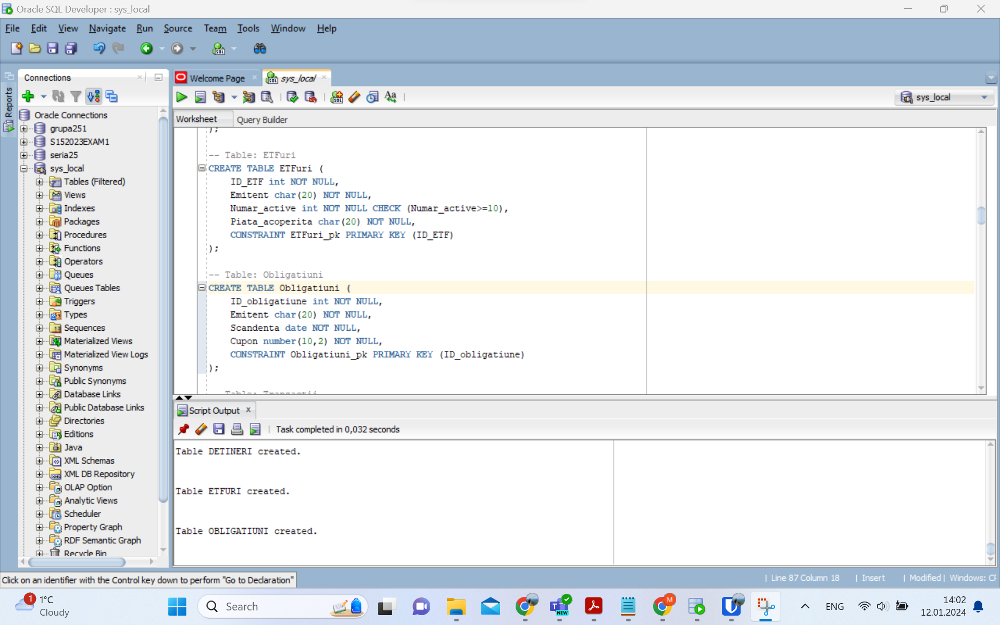 Oracle SQL Developer : sys_local
File Edit View Navigate Run Source Team Tools Window Help
Reports
Connections
Welcome Page
sys_local
sys_local
Worksheet
Query Builder
Oracle Connections
grupa251
S152023EXAM1
seria25
sys_local
Tables (Filtered)
Views
Indexes
Packages
Procedures
Functions
Operators
Queues
Queues Tables
Triggers
Types
Sequences
Materialized Views
Materialized View Logs
Synonyms
Public Synonyms
Database Links
Public Database Links
Directories
Editions
Java
XML Schemas
XML DB Repository
OLAP Option
Analytic Views
Scheduler
Property Graph
RDF Semantic Graph
Recycle Bin
);
-- Table: ETFuri
CREATE TABLE ETFuri (
ID_ETF int NOT NULL,
Emitent char(20) NOT NULL,
Numar_active int NOT NULL CHECK (Numar_active>=10),
Piata_acoperita char(20) NOT NULL,
CONSTRAINT ETFuri_pk PRIMARY KEY (ID_ETF)
);
-- Table: Obligatiuni
CREATE TABLE Obligatiuni (
ID_obligatiune int NOT NULL,
Emitent char(20) NOT NULL,
Scandenta date NOT NULL,
Cupon number(10,2) NOT NULL,
CONSTRAINT Obligatiuni_pk PRIMARY KEY (ID_obligatiune)
);
Table: Tranzactii
Script Output
Task completed in 0,032 seconds
Table DETINERI created.
Table ETFURI created.
Table OBLIGATIUNI created.
Click on an identifier with the Control key down to perform "Go to Declaration"
Line 87 Column 18
Insert
Modified
Windows:
1
1°C
Cloudy
Search
NEW
M
ENG
14:02
12.01.2024